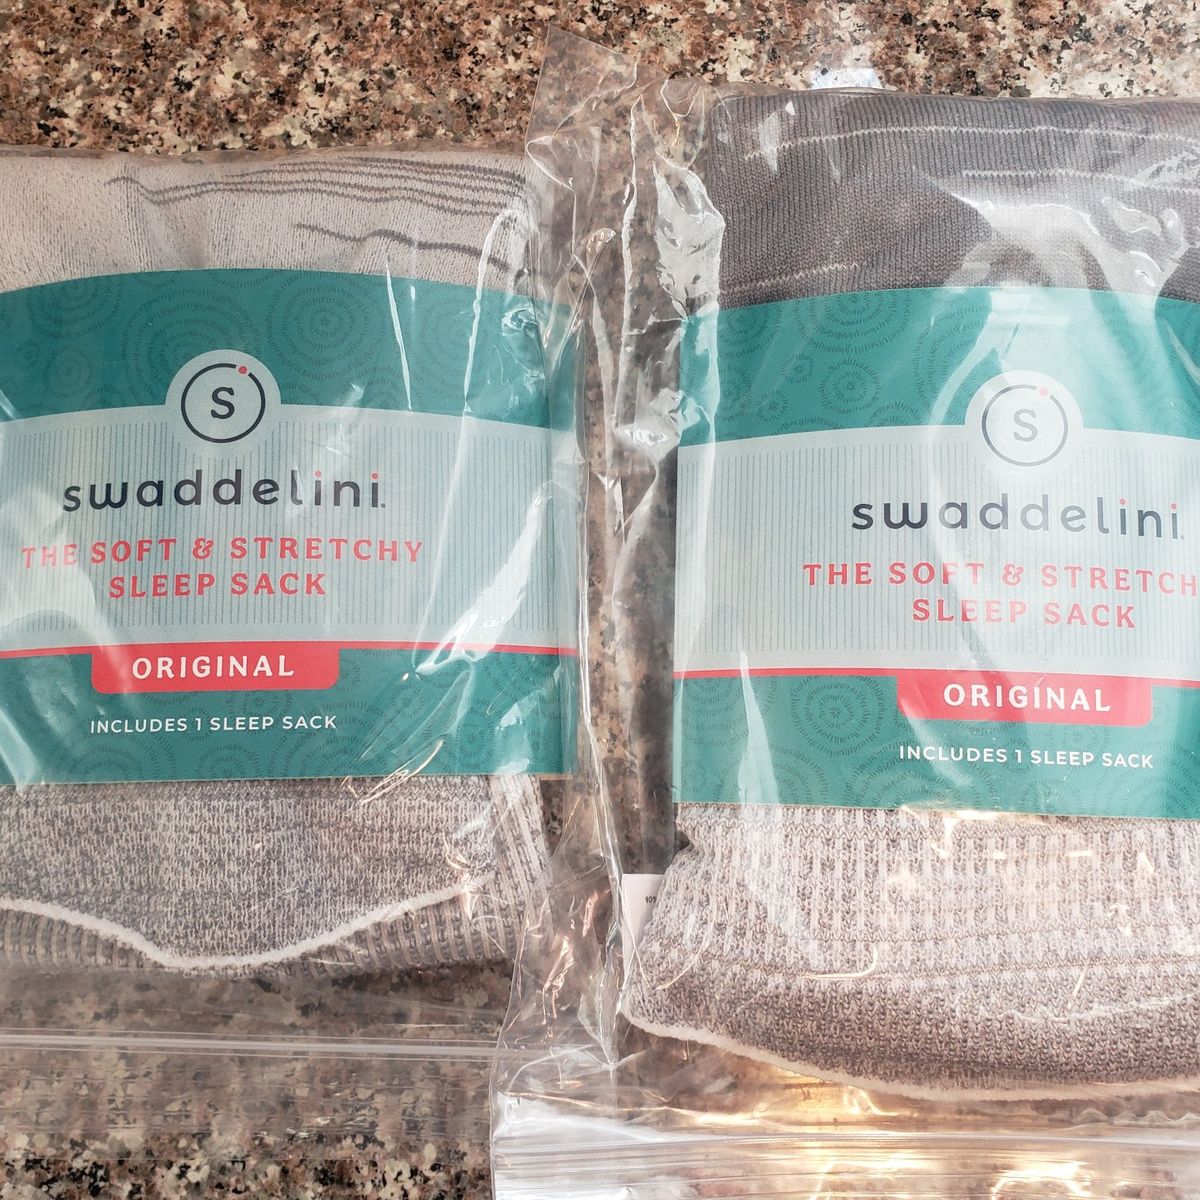 S
swaddelini.
THE SOFT & STRETCHY
SLEEP SACK
ORIGINAL
INCLUDES 1 SLEEP SACK
S
swaddelini.
THE SOFT & STRETCH
SLEEP SACK
ORIGINAL
INCLUDES 1 SLEEP SACK